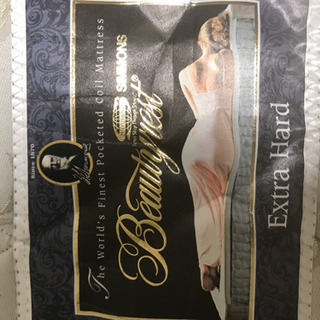 Since 1870
The World's Finest Pocketed Coil Mattress
SIMMONS
Beautyrest®
Extra Hard